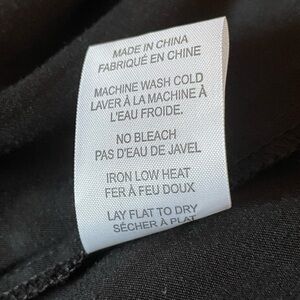 MADE IN CHINA
FABRIQUÉ EN CHINE
MACHINE WASH COLD
LAVER À LA MACHINE À
L'EAU FROIDE.
NO BLEACH
PAS D'EAU DE JAVEL
IRON LOW HEAT
FER À FEU DOUX
LAY FLAT TO DRY
SÉCHER À PLAT